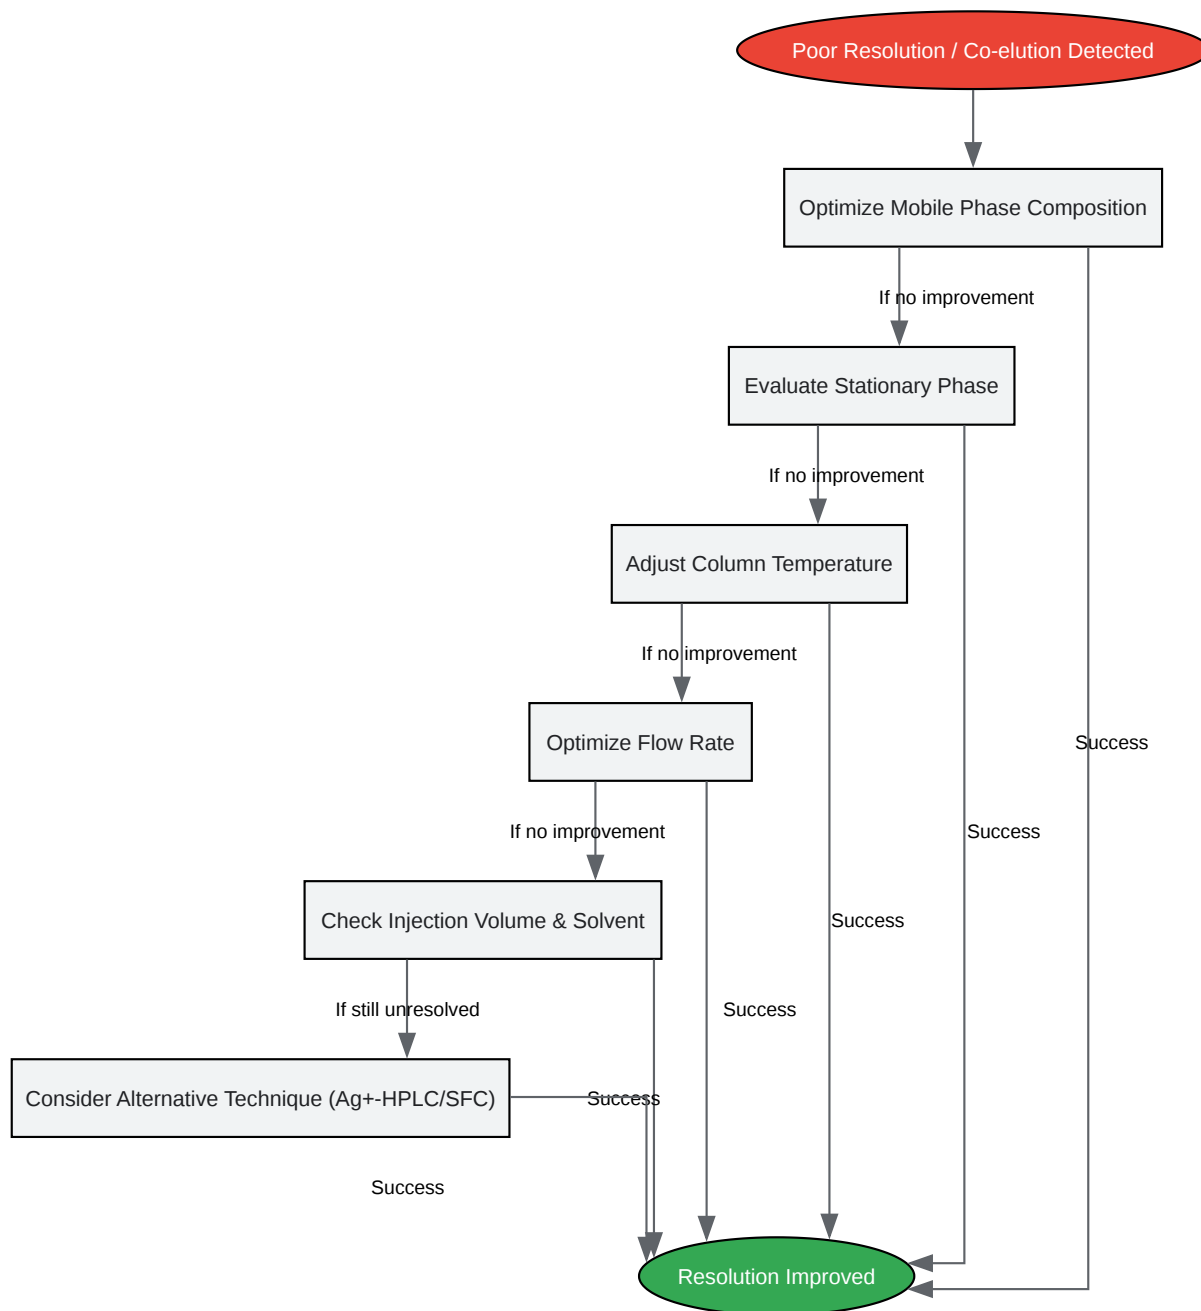 Poor Resolution / Co-elution Detected
Optimize Mobile Phase Composition
If no improvement
Evaluate Stationary Phase
If no improvement
Adjust Column Temperature
If no improvement
Optimize Flow Rate
Success
If no improvement
Success
Check Injection Volume & Solvent
Success
If still unresolved
Success
Consider Alternative Technique (Ag+-HPLC/SFC)
Success
Success
Resolution Improved